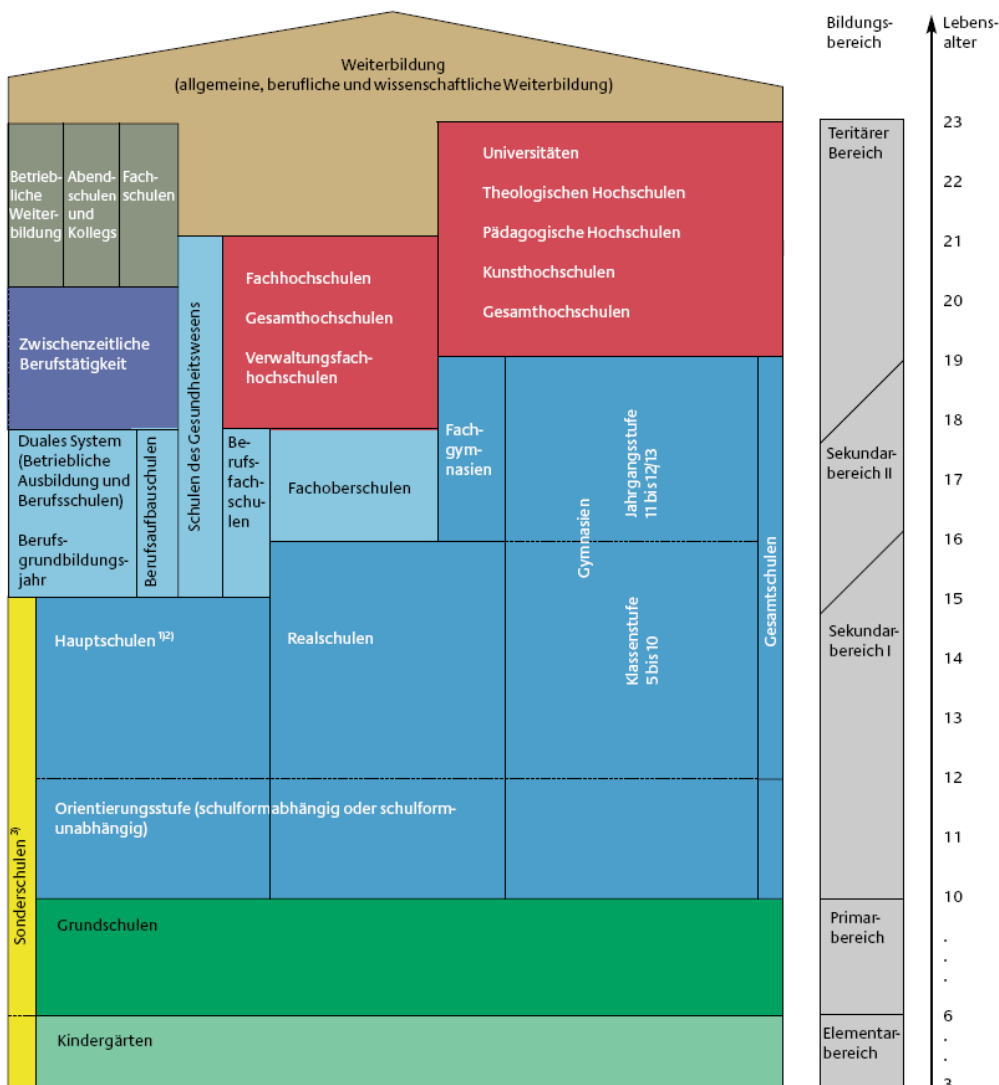 Bildungs-
bereich
Lebens-
alter
Weiterbildung
(allgemeine, berufliche und wissenschaftliche Weiterbildung)
Betrieb-
liche
Weiter-
bildung
Abend-
schulen
und
Kollegs
Fach-
schulen
Universitäten
Theologischen Hochschulen
Pädagogische Hochschulen
Kunsthochschulen
Gesamthochschulen
Fachhochschulen
Gesamthochschulen
Verwaltungsfach-
hochschulen
Zwischenzeitliche
Berufstätigkeit
Schulen des Gesundheitswesens
Duales System
(Betriebliche
Ausbildung und
Berufsschulen)
Berufs-
grundbildungs-
jahr
Berufsaufbauschulen
Be-
rufs-
fach-
schu-
len
Fachoberschulen
Fach-
gym-
nasien
Gymnasien
Jahrgangsstufe
11 bis 12/13
Klassenstufe
5 bis 10
Gesamtschulen
Hauptschulen 1)2)
Realschulen
Orientierungsstufe (schulformabhängig oder schulform-
unabhängig)
Sonderschulen 3)
Grundschulen
Kindergärten
Teritärer
Bereich
Sekundar-
bereich II
Sekundar-
bereich I
Primar-
bereich
Elementar-
bereich
23
22
21
20
19
18
17
16
15
14
13
12
11
10
.
.
.
6
.
.
3